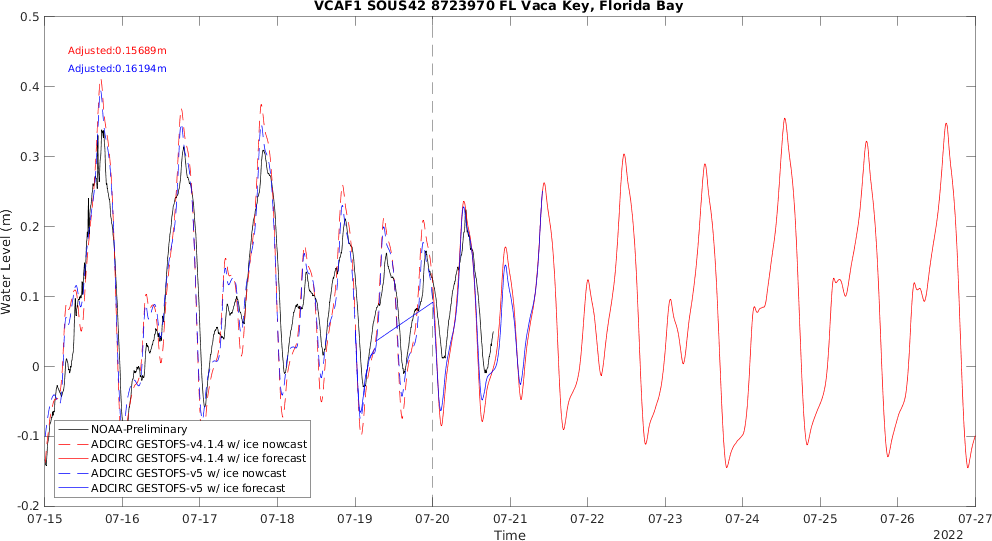 VCAF1 SOUS42 8723970 FL Vaca Key, Florida Bay
Adjusted:0.15689m
Adjusted:0.16194m
Water Level (m)
0.5
0.4
0.3
0.2
0.1
0
-0.1
-0.2
NOAA-Preliminary
ADCIRC GESTOFS-v4.1.4 w/ ice nowcast
ADCIRC GESTOFS-v4.1.4 w/ ice forecast
ADCIRC GESTOFS-v5 w/ ice nowcast
ADCIRC GESTOFS-v5 w/ ice forecast
07-15 07-16 07-17 07-18 07-19 07-20 07-21 07-22 07-23 07-24 07-25 07-26 07-27
Time
2022